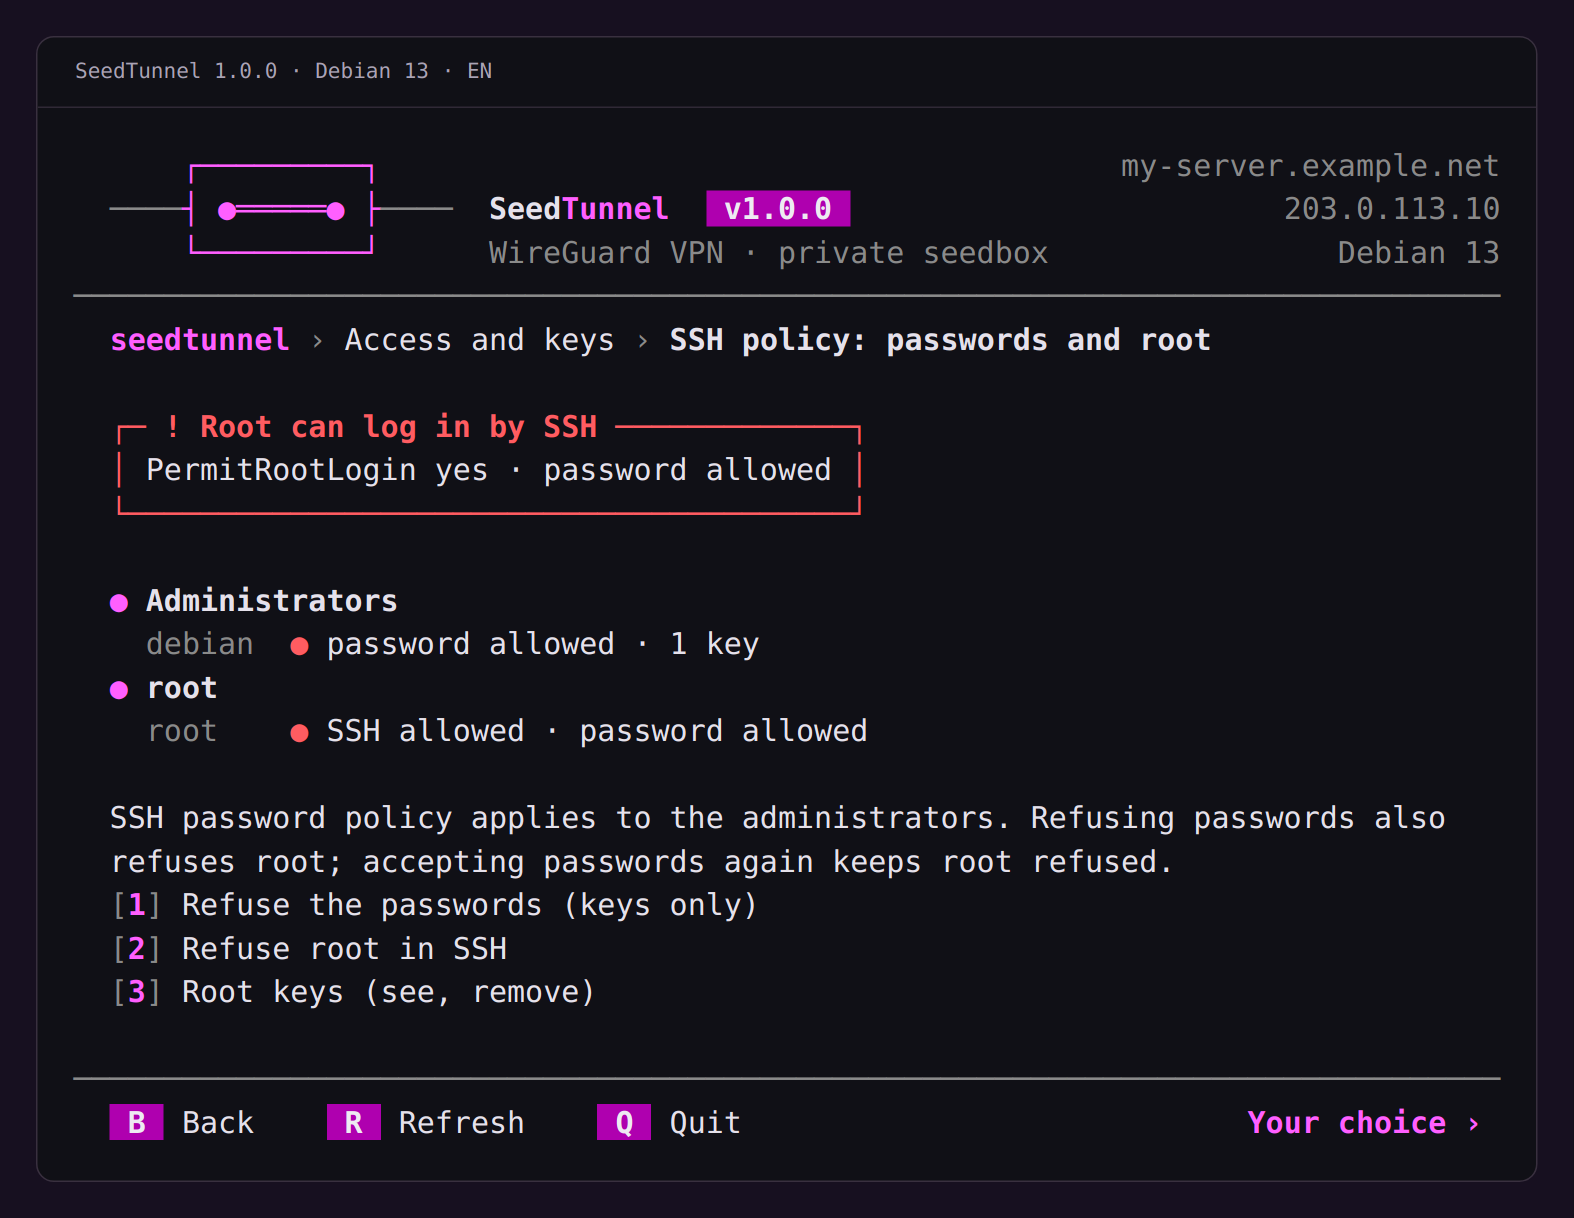 SeedTunnel 1.0.0 · Debian 13 · EN
my-server.example.net
SeedTunnel v1.0.0 203.0.113.10
WireGuard VPN · private seedbox Debian 13
seedtunnel › Access and keys › SSH policy: passwords and root
! Root can log in by SSH
PermitRootLogin yes · password allowed
● Administrators
debian ● password allowed · 1 key
● root
root ● SSH allowed · password allowed
SSH password policy applies to the administrators. Refusing passwords also
refuses root; accepting passwords again keeps root refused.
[1] Refuse the passwords (keys only)
[2] Refuse root in SSH
[3] Root keys (see, remove)
B Back R Refresh Q Quit Your choice ›